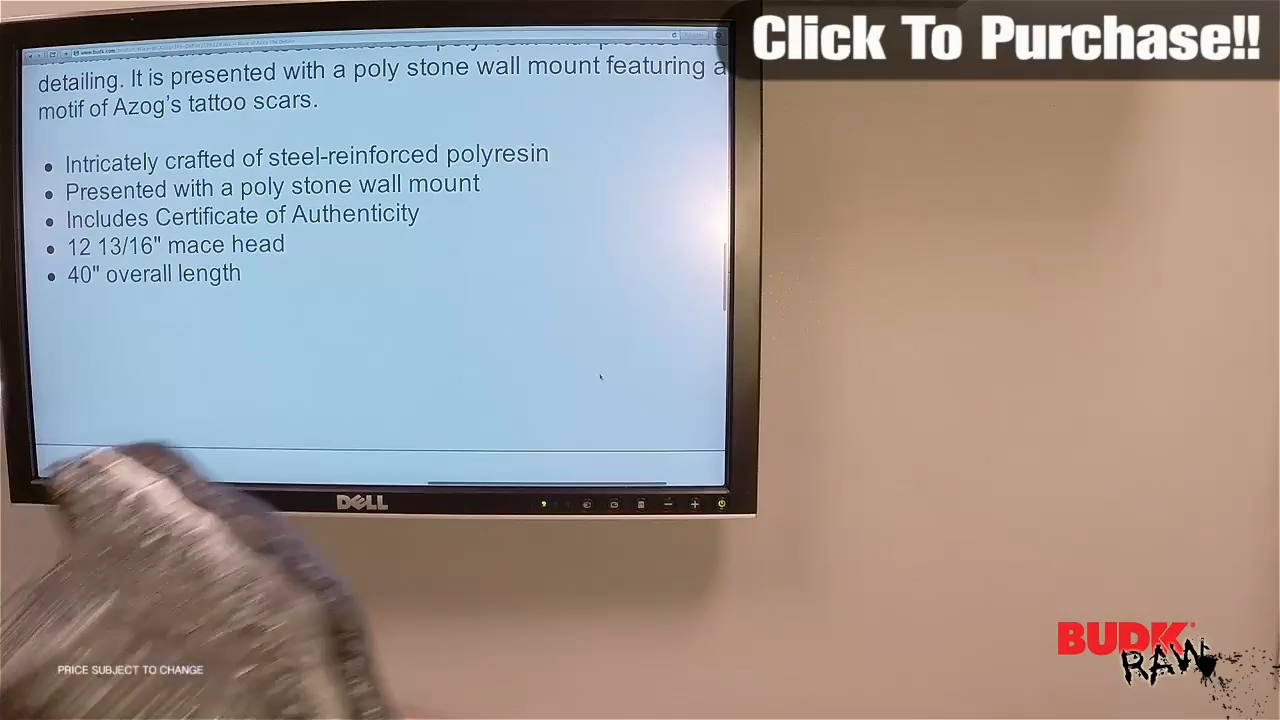 Click To Purchase!!
detailing. It is presented with a poly stone wall mount featuring a
motif of Azog's tattoo scars.
• Intricately crafted of steel-reinforced polyresin
• Presented with a poly stone wall mount
• Includes Certificate of Authenticity
• 12 13/16" mace head
• 40" overall length
DELL
BUDK
RAW
PRICE SUBJECT TO CHANGE